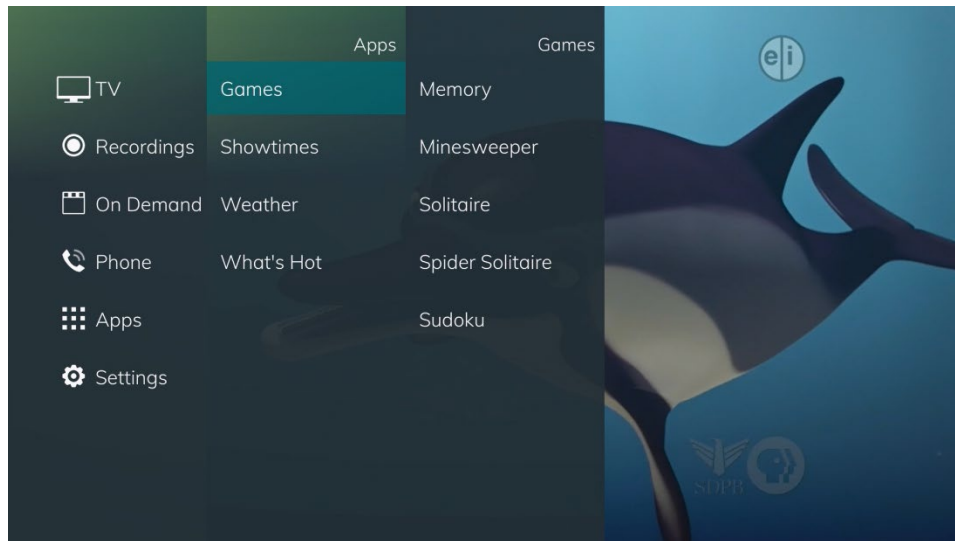 Apps
Games
TV
Games
Memory
Recordings
Showtimes
Minesweeper
On Demand
Weather
Solitaire
Phone
What's Hot
Spider Solitaire
Apps
Sudoku
Settings
e|i
SDPB